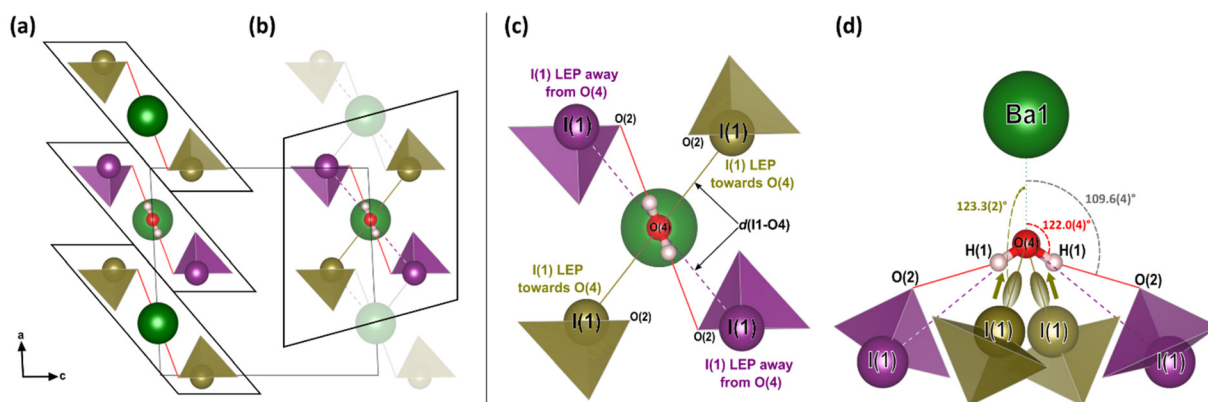 (a)
(b)
(c)
(d)
a
c
H
I(1) LEP away
from O(4)
O(2)
I(1)
O(2)
I(1)
I(1) LEP
towards O(4)
O(4)
d(I1-O4)
I(1) LEP
towards O(4)
I(1)
O(2)
O(2)
I(1)
I(1) LEP away
from O(4)
Ba1
123.3(2)°
109.6(4)°
122.0(4)°
H(1)
O(4)
H(1)
O(2)
O(2)
I(1)
I(1)
I(1)
I(1)